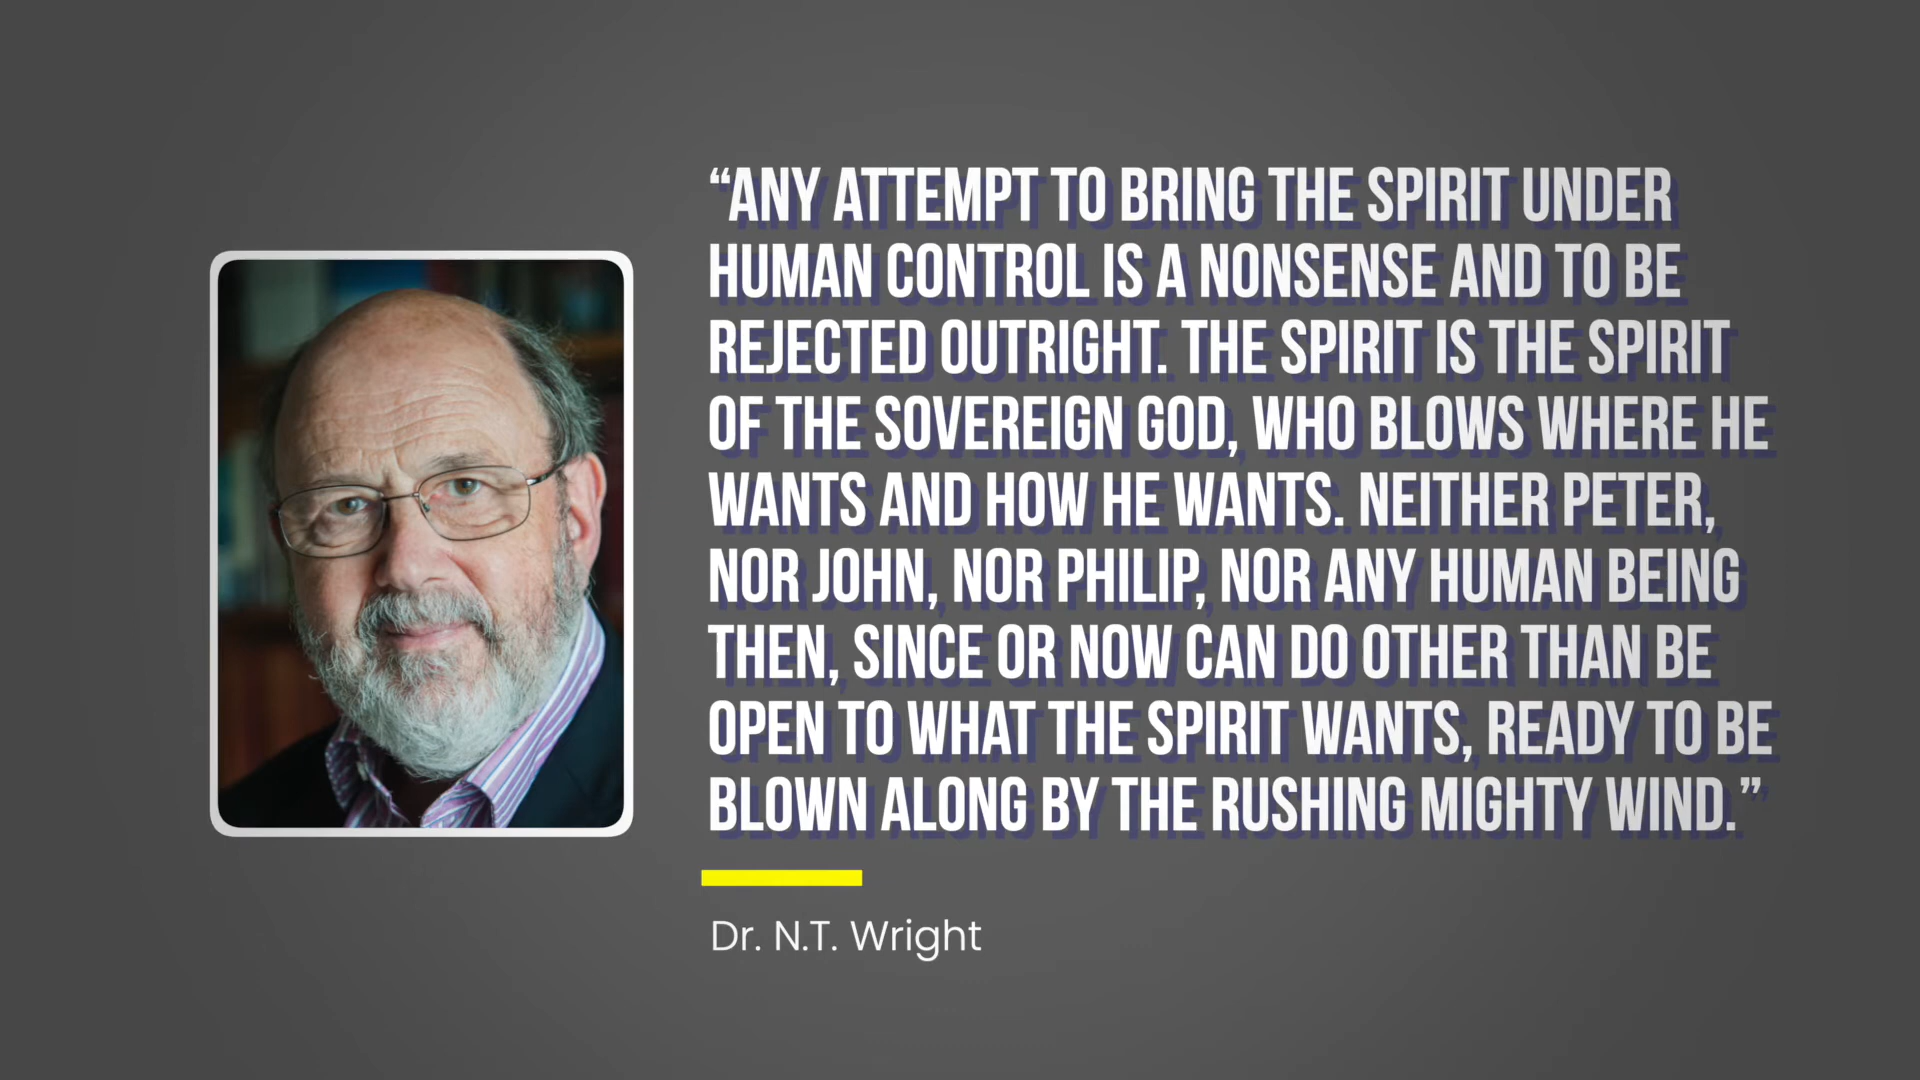 “ANY ATTEMPT TO BRING THE SPIRIT UNDER
HUMAN CONTROL IS A NONSENSE AND TO BE
REJECTED OUTRIGHT. THE SPIRIT IS THE SPIRIT
OF THE SOVEREIGN GOD, WHO BLOWS WHERE HE
WANTS AND HOW HE WANTS. NEITHER PETER,
NOR JOHN, NOR PHILIP, NOR ANY HUMAN BEING
THEN, SINCE OR NOW CAN DO OTHER THAN BE
OPEN TO WHAT THE SPIRIT WANTS, READY TO BE
BLOWN ALONG BY THE RUSHING MIGHTY WIND.”
Dr. N.T. Wright